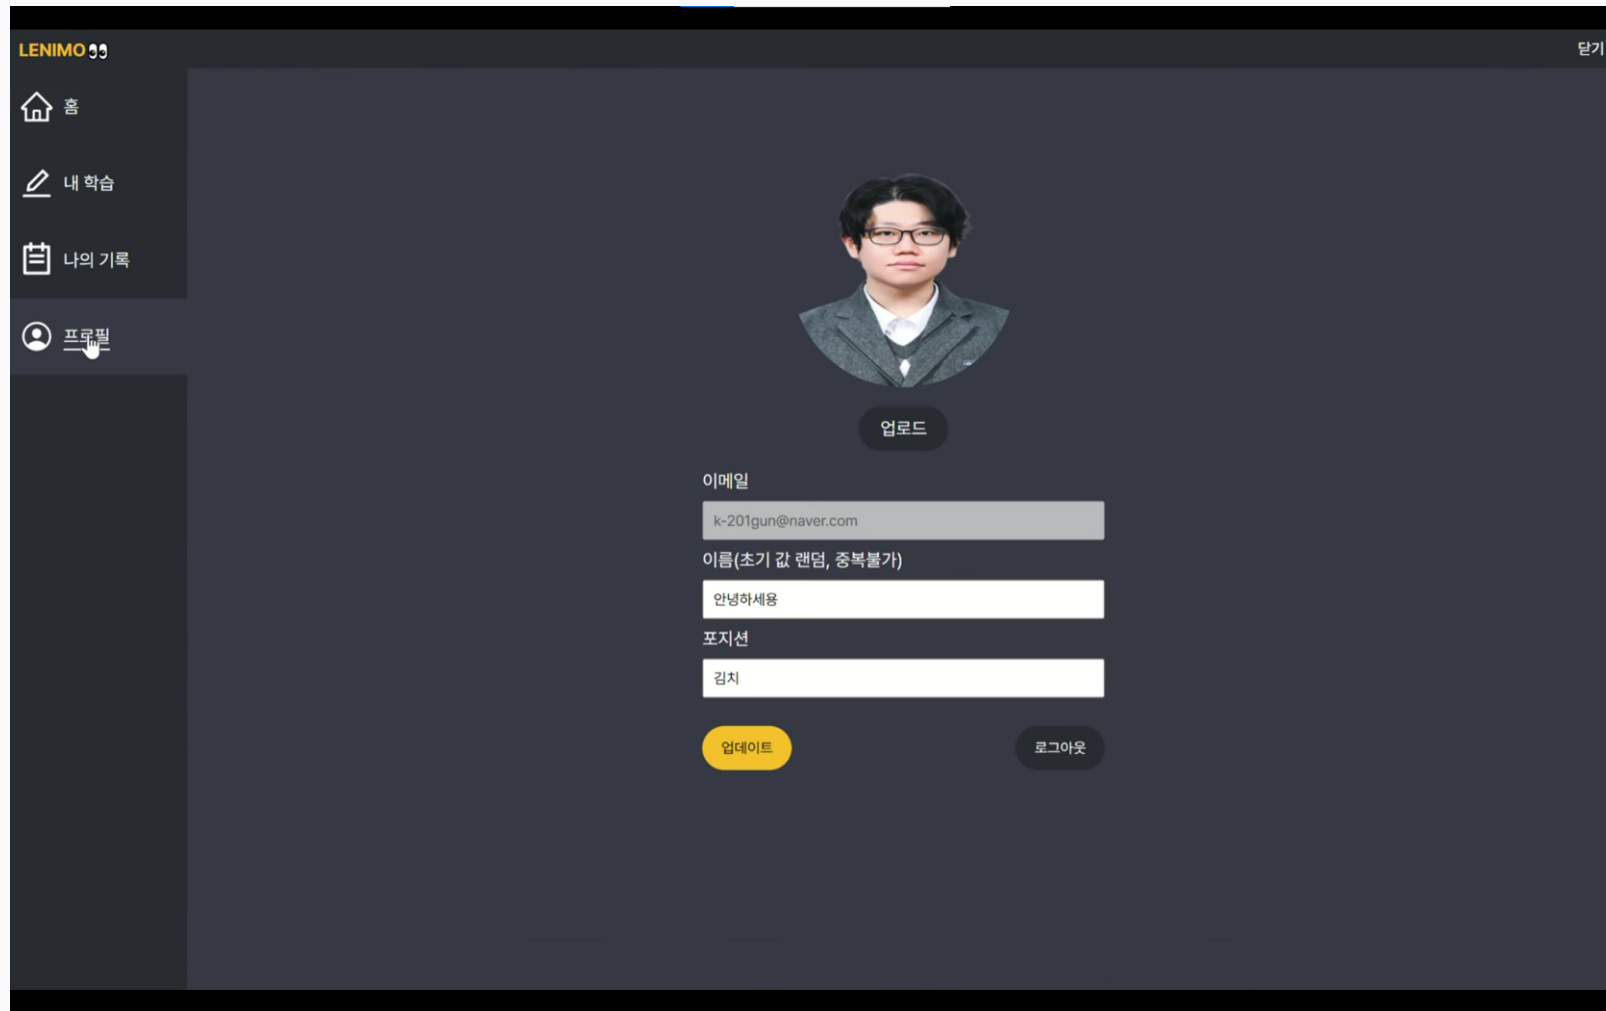 LENIMO
닫기
홈
내 학습
나의 기록
프로필
업로드
이메일
k-201gun@naver.com
이름(초기 값 랜덤, 중복불가)
안녕하세용
포지션
김치
업데이트
로그아웃